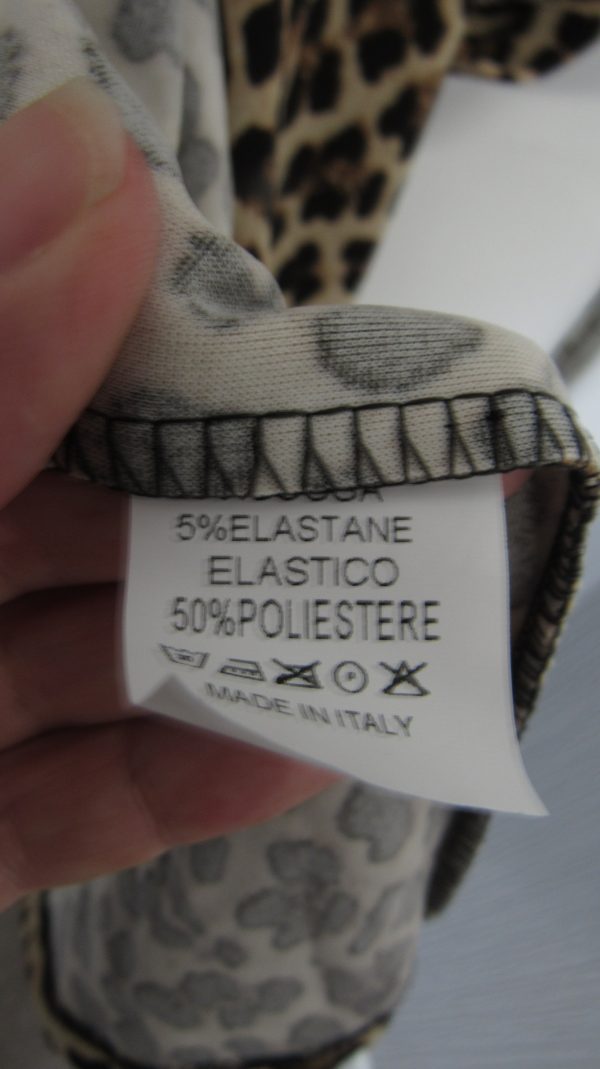 5%ELASTANE
ELASTICO
50%POLIESTERE
MADE IN ITALY